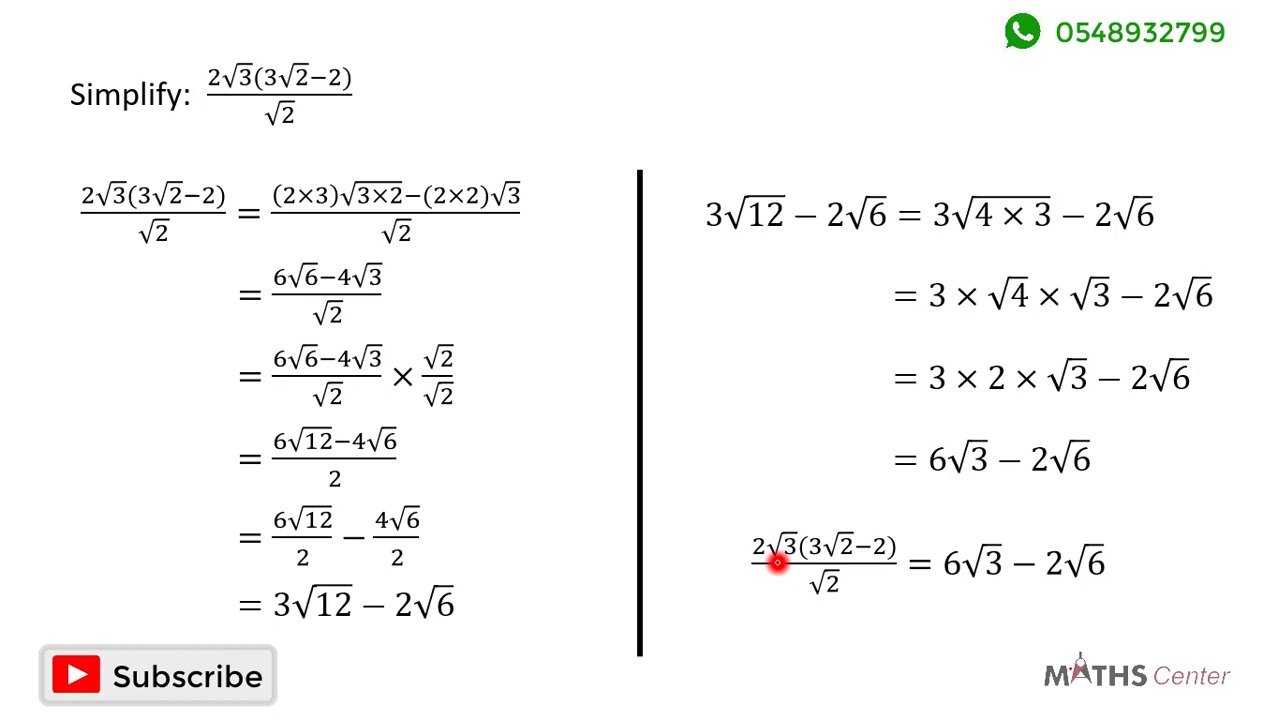 0548932799
Simplify: 2√3(3√2−2)/√2
2√3(3√2−2)/√2 = (2×3)√(3×2)−(2×2)√3/√2
= 6√6−4√3/√2
= 6√6−4√3/√2 × √2/√2
= 6√12−4√6/2
= 6√12/2 − 4√6/2
= 3√12 − 2√6
3√12 − 2√6 = 3√(4 × 3) − 2√6
= 3 × √4 × √3 − 2√6
= 3 × 2 × √3 − 2√6
= 6√3 − 2√6
2√3(3√2−2)/√2 = 6√3 − 2√6
Subscribe
MATHS Center